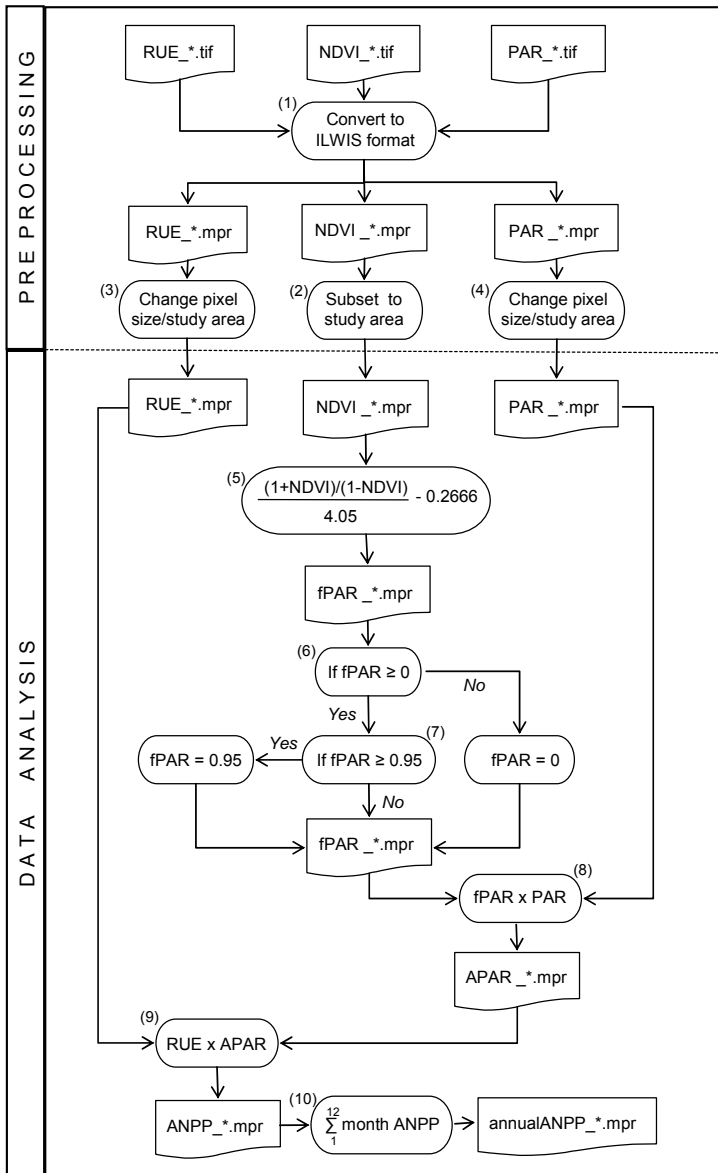 PRE PROCESSING
RUE_*.tif
NDVI_*.tif
PAR_*.tif
(1)
Convert to
ILWIS format
RUE_*.mpr
NDVI _*.mpr
PAR _*.mpr
(3)
Change pixel
size/study area
(2)
Subset to
study area
(4)
Change pixel
size/study area
DATA ANALYSIS
RUE_*.mpr
NDVI _*.mpr
PAR _*.mpr
(5)
(1+NDVI)/(1-NDVI)
4.05
- 0.2666
fPAR _*.mpr
(6)
If fPAR ≥ 0
No
Yes
(7)
fPAR = 0.95
Yes
If fPAR ≥ 0.95
fPAR = 0
No
fPAR _*.mpr
(8)
fPAR x PAR
APAR _*.mpr
(9)
RUE x APAR
ANPP_*.mpr
(10)
12
∑ month ANPP
1
annualANPP_*.mpr